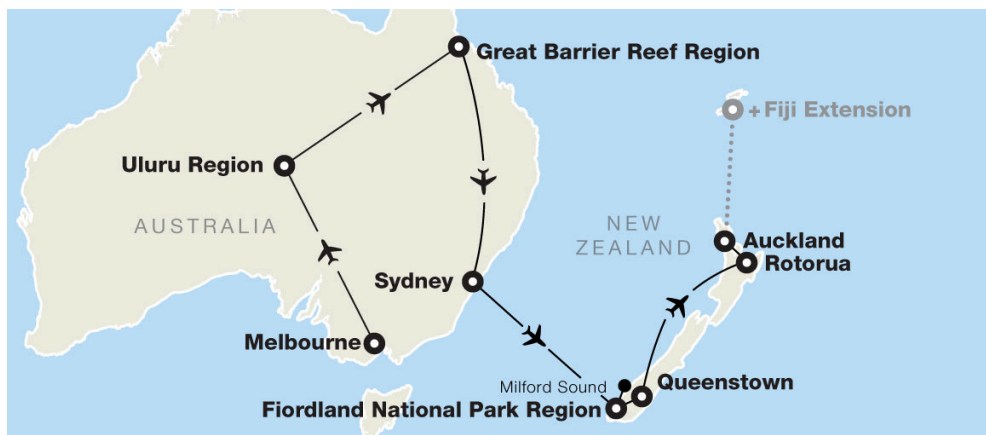 Great Barrier Reef Region
+ Fiji Extension
Uluru Region
AUSTRALIA
NEW
ZEALAND
Auckland
Rotorua
Sydney
Melbourne
Milford Sound
Queenstown
Fiordland National Park Region